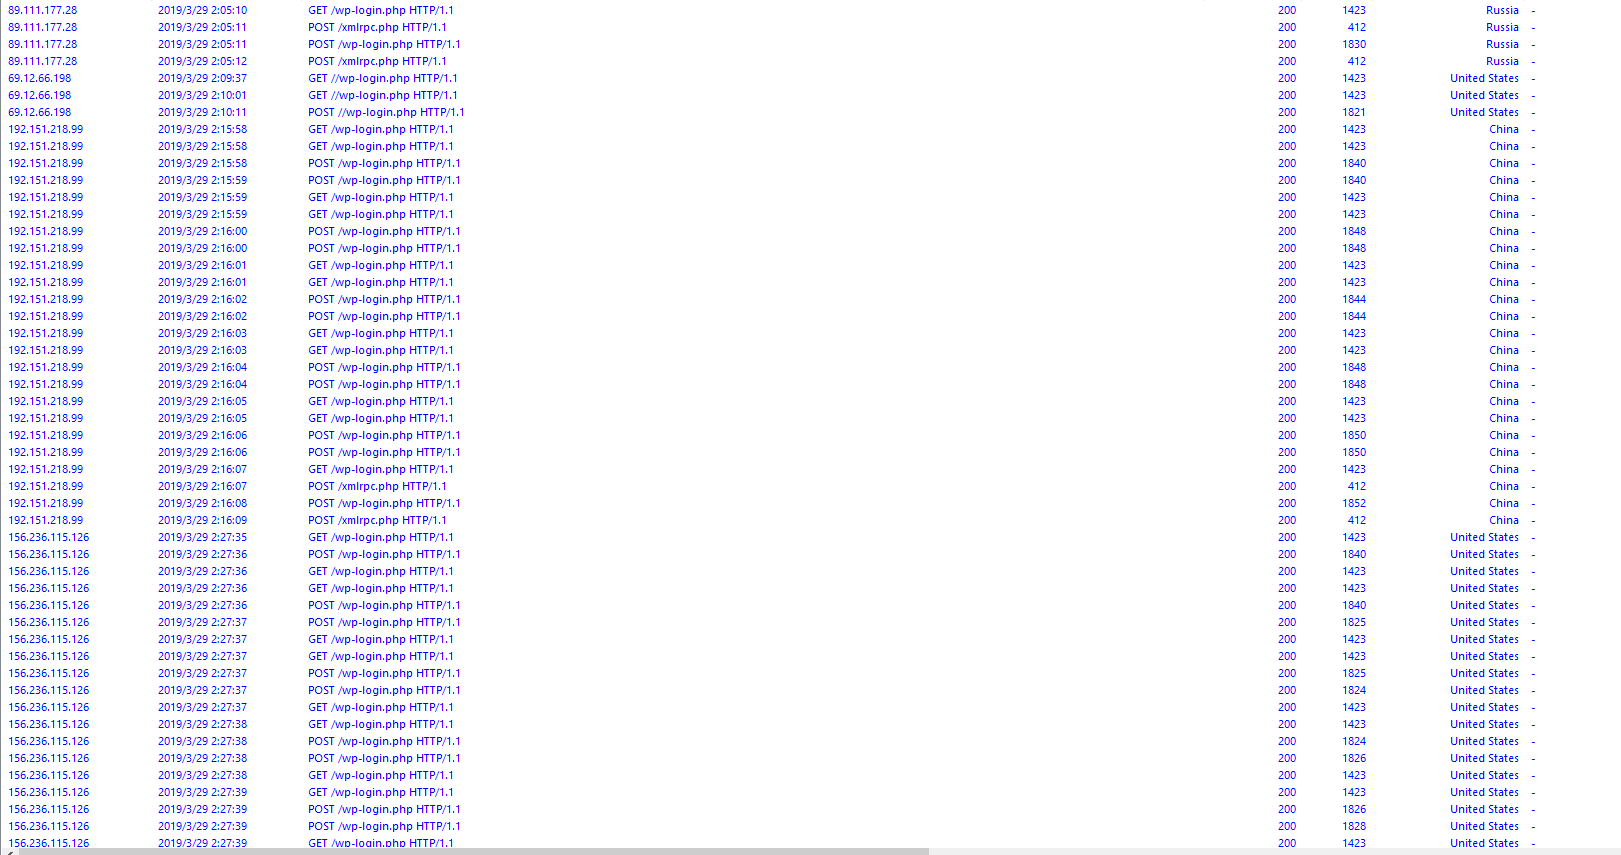 89.111.177.28 2019/3/29 2:05:10 GET /wp-login.php HTTP/1.1 200 1423 Russia -
89.111.177.28 2019/3/29 2:05:11 POST /xmlrpc.php HTTP/1.1 200 412 Russia -
89.111.177.28 2019/3/29 2:05:11 POST /wp-login.php HTTP/1.1 200 1830 Russia -
89.111.177.28 2019/3/29 2:05:12 POST /xmlrpc.php HTTP/1.1 200 412 Russia -
69.12.66.198 2019/3/29 2:09:37 GET //wp-login.php HTTP/1.1 200 1423 United States -
69.12.66.198 2019/3/29 2:10:01 GET //wp-login.php HTTP/1.1 200 1423 United States -
69.12.66.198 2019/3/29 2:10:11 POST //wp-login.php HTTP/1.1 200 1821 United States -
192.151.218.99 2019/3/29 2:15:58 GET /wp-login.php HTTP/1.1 200 1423 China -
192.151.218.99 2019/3/29 2:15:58 GET /wp-login.php HTTP/1.1 200 1423 China -
192.151.218.99 2019/3/29 2:15:58 POST /wp-login.php HTTP/1.1 200 1840 China -
192.151.218.99 2019/3/29 2:15:59 POST /wp-login.php HTTP/1.1 200 1840 China -
192.151.218.99 2019/3/29 2:15:59 GET /wp-login.php HTTP/1.1 200 1423 China -
192.151.218.99 2019/3/29 2:15:59 GET /wp-login.php HTTP/1.1 200 1423 China -
192.151.218.99 2019/3/29 2:16:00 POST /wp-login.php HTTP/1.1 200 1848 China -
192.151.218.99 2019/3/29 2:16:00 POST /wp-login.php HTTP/1.1 200 1848 China -
192.151.218.99 2019/3/29 2:16:01 GET /wp-login.php HTTP/1.1 200 1423 China -
192.151.218.99 2019/3/29 2:16:01 GET /wp-login.php HTTP/1.1 200 1423 China -
192.151.218.99 2019/3/29 2:16:02 POST /wp-login.php HTTP/1.1 200 1844 China -
192.151.218.99 2019/3/29 2:16:02 POST /wp-login.php HTTP/1.1 200 1844 China -
192.151.218.99 2019/3/29 2:16:03 GET /wp-login.php HTTP/1.1 200 1423 China -
192.151.218.99 2019/3/29 2:16:03 GET /wp-login.php HTTP/1.1 200 1423 China -
192.151.218.99 2019/3/29 2:16:04 POST /wp-login.php HTTP/1.1 200 1848 China -
192.151.218.99 2019/3/29 2:16:04 POST /wp-login.php HTTP/1.1 200 1848 China -
192.151.218.99 2019/3/29 2:16:05 GET /wp-login.php HTTP/1.1 200 1423 China -
192.151.218.99 2019/3/29 2:16:05 GET /wp-login.php HTTP/1.1 200 1423 China -
192.151.218.99 2019/3/29 2:16:06 POST /wp-login.php HTTP/1.1 200 1850 China -
192.151.218.99 2019/3/29 2:16:06 POST /wp-login.php HTTP/1.1 200 1850 China -
192.151.218.99 2019/3/29 2:16:07 GET /wp-login.php HTTP/1.1 200 1423 China -
192.151.218.99 2019/3/29 2:16:07 POST /xmlrpc.php HTTP/1.1 200 412 China -
192.151.218.99 2019/3/29 2:16:08 POST /wp-login.php HTTP/1.1 200 1852 China -
192.151.218.99 2019/3/29 2:16:09 POST /xmlrpc.php HTTP/1.1 200 412 China -
156.236.115.126 2019/3/29 2:27:35 GET /wp-login.php HTTP/1.1 200 1423 United States -
156.236.115.126 2019/3/29 2:27:36 POST /wp-login.php HTTP/1.1 200 1840 United States -
156.236.115.126 2019/3/29 2:27:36 GET /wp-login.php HTTP/1.1 200 1423 United States -
156.236.115.126 2019/3/29 2:27:36 GET /wp-login.php HTTP/1.1 200 1423 United States -
156.236.115.126 2019/3/29 2:27:36 POST /wp-login.php HTTP/1.1 200 1840 United States -
156.236.115.126 2019/3/29 2:27:37 POST /wp-login.php HTTP/1.1 200 1825 United States -
156.236.115.126 2019/3/29 2:27:37 GET /wp-login.php HTTP/1.1 200 1423 United States -
156.236.115.126 2019/3/29 2:27:37 GET /wp-login.php HTTP/1.1 200 1423 United States -
156.236.115.126 2019/3/29 2:27:37 POST /wp-login.php HTTP/1.1 200 1825 United States -
156.236.115.126 2019/3/29 2:27:37 POST /wp-login.php HTTP/1.1 200 1824 United States -
156.236.115.126 2019/3/29 2:27:37 GET /wp-login.php HTTP/1.1 200 1423 United States -
156.236.115.126 2019/3/29 2:27:38 GET /wp-login.php HTTP/1.1 200 1423 United States -
156.236.115.126 2019/3/29 2:27:38 POST /wp-login.php HTTP/1.1 200 1824 United States -
156.236.115.126 2019/3/29 2:27:38 POST /wp-login.php HTTP/1.1 200 1826 United States -
156.236.115.126 2019/3/29 2:27:38 GET /wp-login.php HTTP/1.1 200 1423 United States -
156.236.115.126 2019/3/29 2:27:39 GET /wp-login.php HTTP/1.1 200 1423 United States -
156.236.115.126 2019/3/29 2:27:39 POST /wp-login.php HTTP/1.1 200 1826 United States -
156.236.115.126 2019/3/29 2:27:39 POST /wp-login.php HTTP/1.1 200 1828 United States -
156.236.115.126 2019/3/29 2:27:39 GET /wp-login.php HTTP/1.1 200 1423 United States -